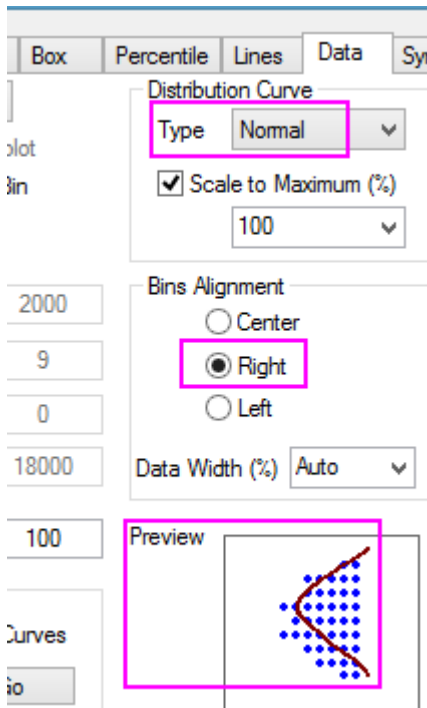 Box Percentile Lines Data
Distribution Curve
Type Normal
Scale to Maximum (%)
100
2000
9
0
18000
100
Bins Alignment
Center
Right
Left
Data Width (%) Auto
Preview
Curves